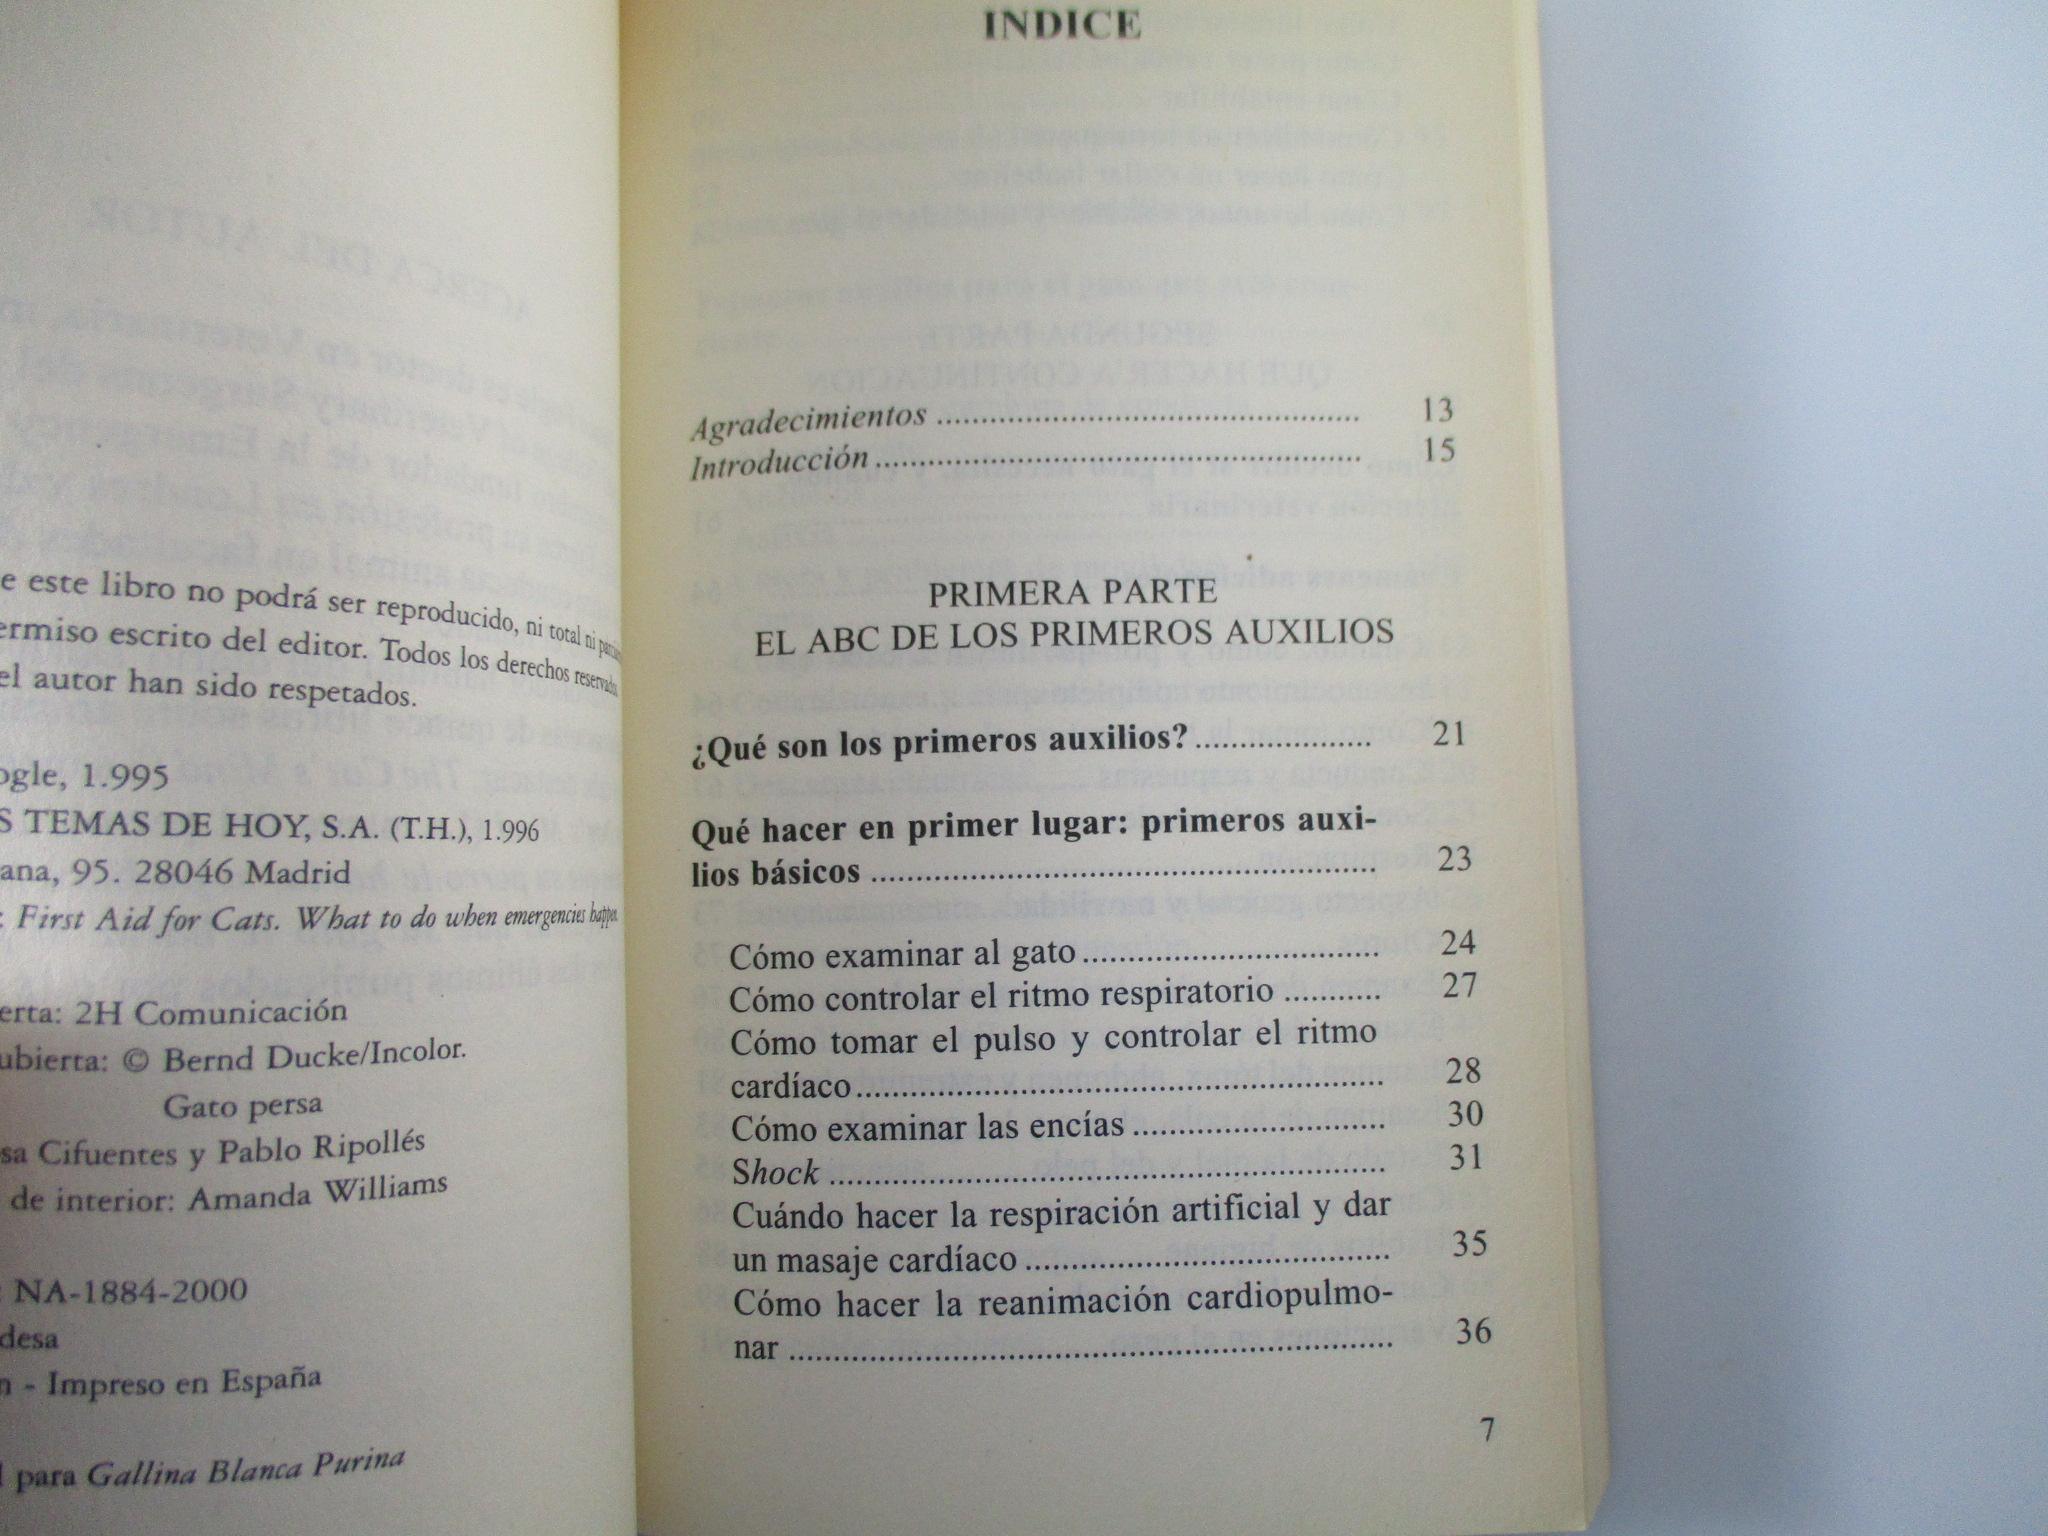 e este libro no podrá ser reproducido, ni total ni
ermiso escrito del editor. Todos los derechos reservados
el autor han sido respetados.
ogle, 1.995
S TEMAS DE HOY, S.A. (T.H.), 1.996
ana, 95. 28046 Madrid
: First Aid for Cats. What to do when emergencies happen.
erta: 2H Comunicación
ubierta: © Bernd Ducke/Incolor.
Gato persa
sa Cifuentes y Pablo Ripollés
de interior: Amanda Williams
: NA-1884-2000
desa
n - Impreso en España
l para Gallina Blanca Purina
INDICE
Agradecimientos ................................................ 13
Introducción ....................................................... 15
PRIMERA PARTE
EL ABC DE LOS PRIMEROS AUXILIOS
¿Qué son los primeros auxilios? .................... 21
Qué hacer en primer lugar: primeros auxi-
lios básicos ......................................................... 23
Cómo examinar al gato .................................. 24
Cómo controlar el ritmo respiratorio ........... 27
Cómo tomar el pulso y controlar el ritmo
cardíaco ............................................................ 28
Cómo examinar las encías ............................. 30
Shock ............................................................... 31
Cuándo hacer la respiración artificial y dar
un masaje cardíaco ......................................... 35
Cómo hacer la reanimación cardiopulmo-
nar .................................................................... 36
7